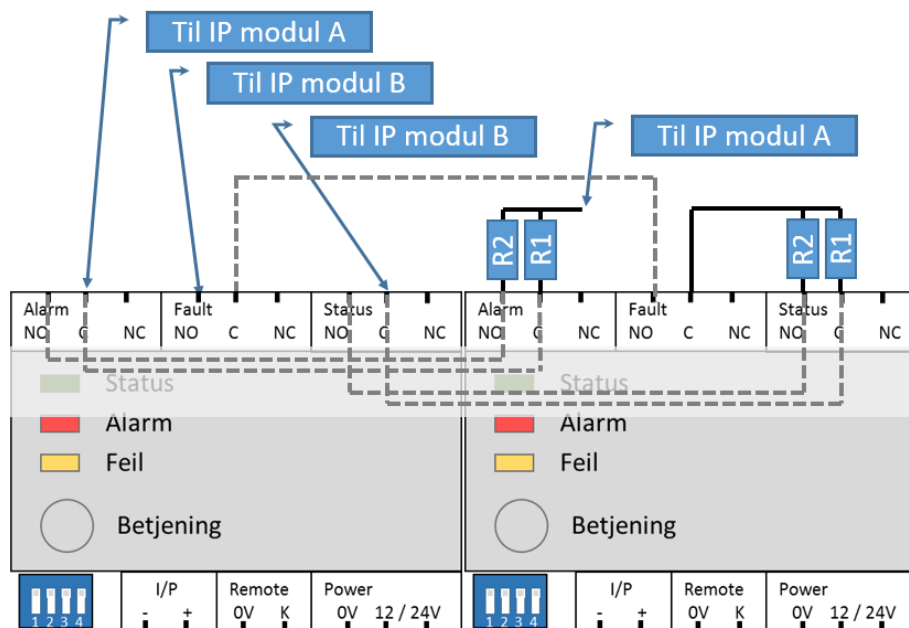 Til IP modul A
Til IP modul B
Til IP modul B
Til IP modul A
R2 R1
R2 R1
Alarm Fault Status
NO C NC NO C NC NO C NC
Alarm Fault Status
NO C NC NO C NC NO C NC
Status
Alarm
Feil
Betjening
Status
Alarm
Feil
Betjening
1 2 3 4
I/P Remote Power
- + 0V K 0V 12 / 24V
1 2 3 4
I/P Remote Power
- + 0V K 0V 12 / 24V